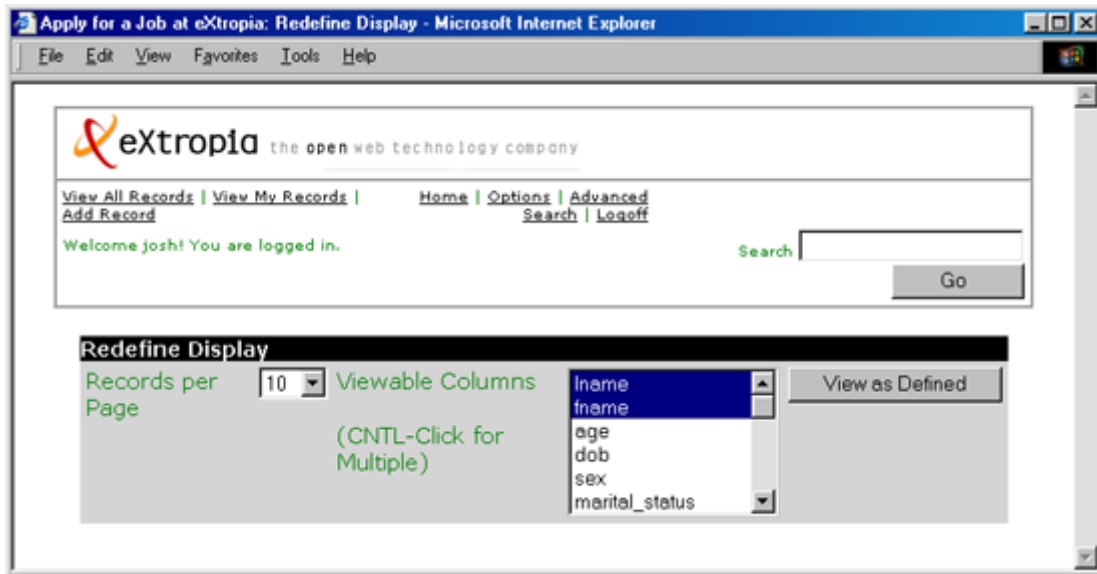 Apply for a Job at eXtropia: Redefine Display - Microsoft Internet Explorer
File Edit View Favorites Tools Help
eXtropia the open web technology company
View All Records | View My Records | Home | Options | Advanced
Add Record Search | Logoff
Welcome josh! You are logged in.
Search
Go
Redefine Display
Records per 10 Viewable Columns lname View as Defined
Page fname
(CNTL-Click for age
Multiple) dob
sex
marital_status